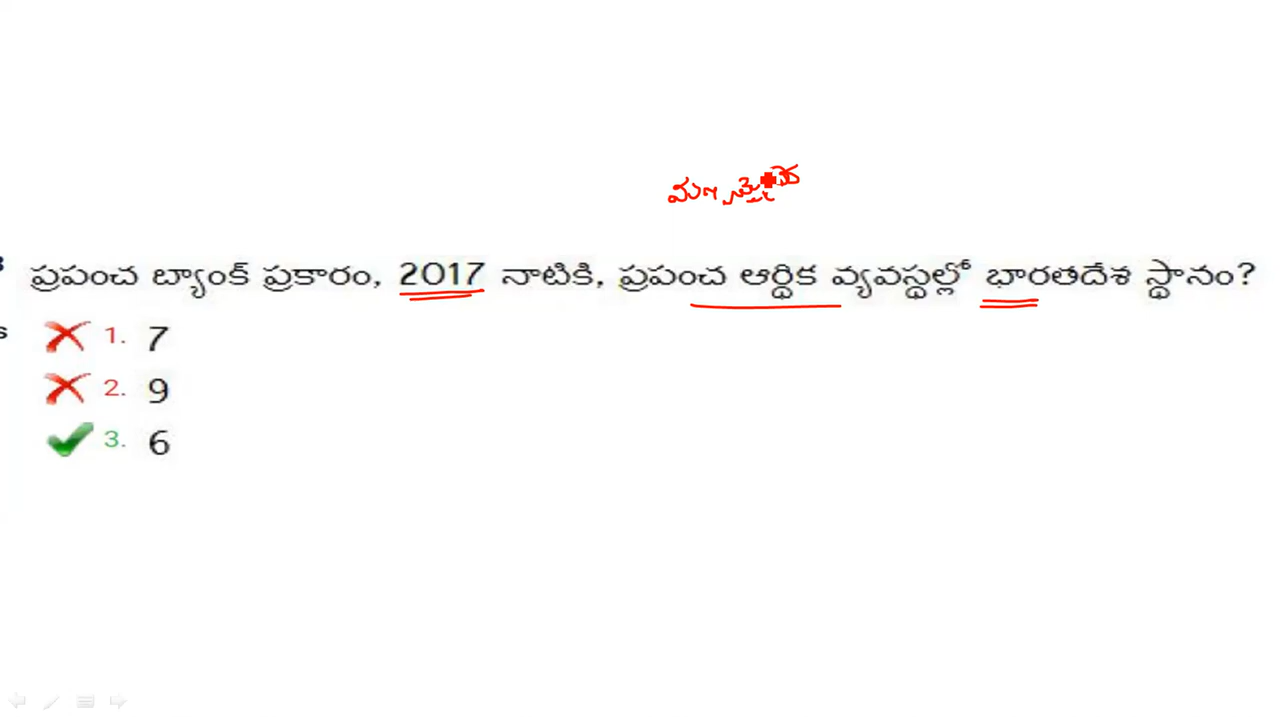 ప్రపంచ బ్యాంక్ ప్రకారం, 2017 నాటికి, ప్రపంచ ఆర్థిక వ్యవస్థల్లో భారతదేశ స్థానం?
1. 7
2. 9
3. 6